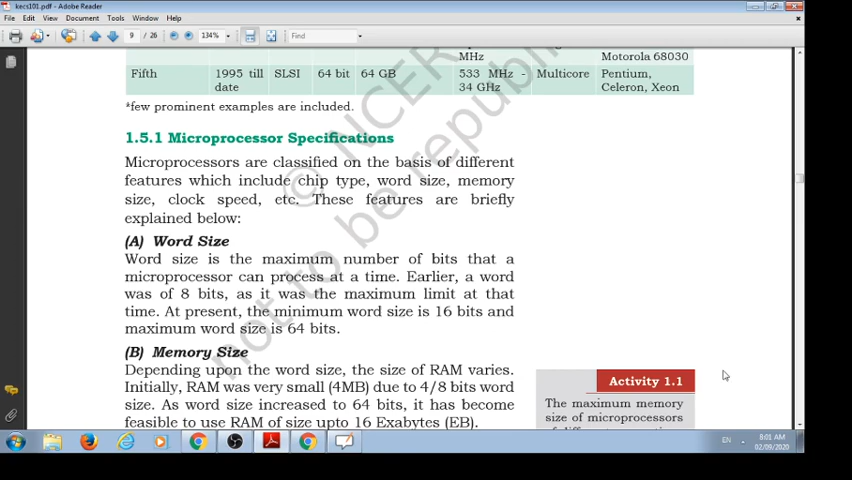 kecs101.pdf - Adobe Reader
File Edit View Document Tools Window Help
9 / 26 134% Find
MHz Motorola 68030
Fifth 1995 till date SLSI 64 bit 64 GB 533 MHz - 34 GHz Multicore Pentium, Celeron, Xeon
*few prominent examples are included.
1.5.1 Microprocessor Specifications
Microprocessors are classified on the basis of different
features which include chip type, word size, memory
size, clock speed, etc. These features are briefly
explained below:
(A) Word Size
Word size is the maximum number of bits that a
microprocessor can process at a time. Earlier, a word
was of 8 bits, as it was the maximum limit at that
time. At present, the minimum word size is 16 bits and
maximum word size is 64 bits.
(B) Memory Size
Depending upon the word size, the size of RAM varies.
Initially, RAM was very small (4MB) due to 4/8 bits word
size. As word size increased to 64 bits, it has become
feasible to use RAM of size upto 16 Exabytes (EB).
Activity 1.1
The maximum memory
size of microprocessors
© NCER
not to be republi
EN
8:01 AM
02/09/2020